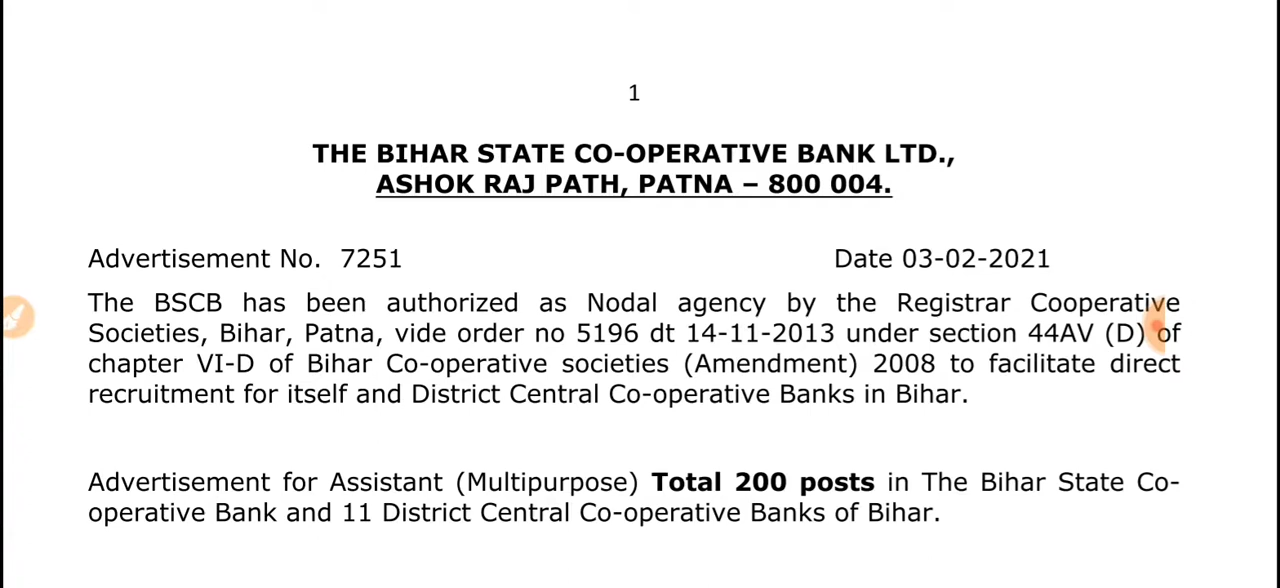 1
THE BIHAR STATE CO-OPERATIVE BANK LTD.,
ASHOK RAJ PATH, PATNA – 800 004.
Advertisement No. 7251 Date 03-02-2021
The BSCB has been authorized as Nodal agency by the Registrar Cooperative
Societies, Bihar, Patna, vide order no 5196 dt 14-11-2013 under section 44AV (D) of
chapter VI-D of Bihar Co-operative societies (Amendment) 2008 to facilitate direct
recruitment for itself and District Central Co-operative Banks in Bihar.
Advertisement for Assistant (Multipurpose) Total 200 posts in The Bihar State Co-
operative Bank and 11 District Central Co-operative Banks of Bihar.